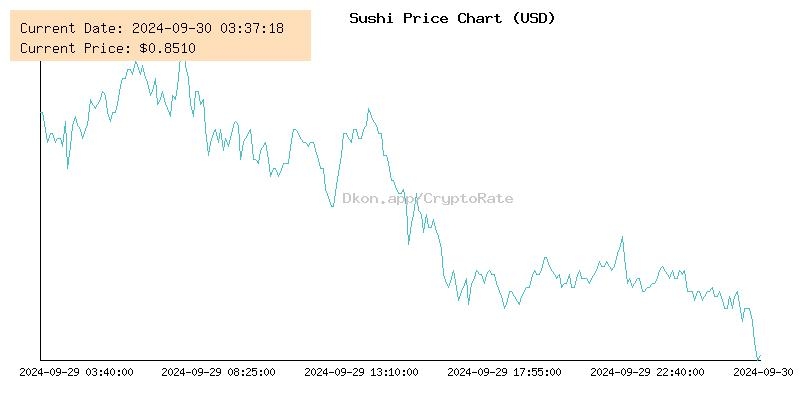 Sushi Price Chart (USD)
Current Date: 2024-09-30 03:37:18
Current Price: $0.8510
Dkon.app/CryptoRate
2024-09-29 03:40:00 2024-09-29 08:25:00 2024-09-29 13:10:00 2024-09-29 17:55:00 2024-09-29 22:40:00 2024-09-30